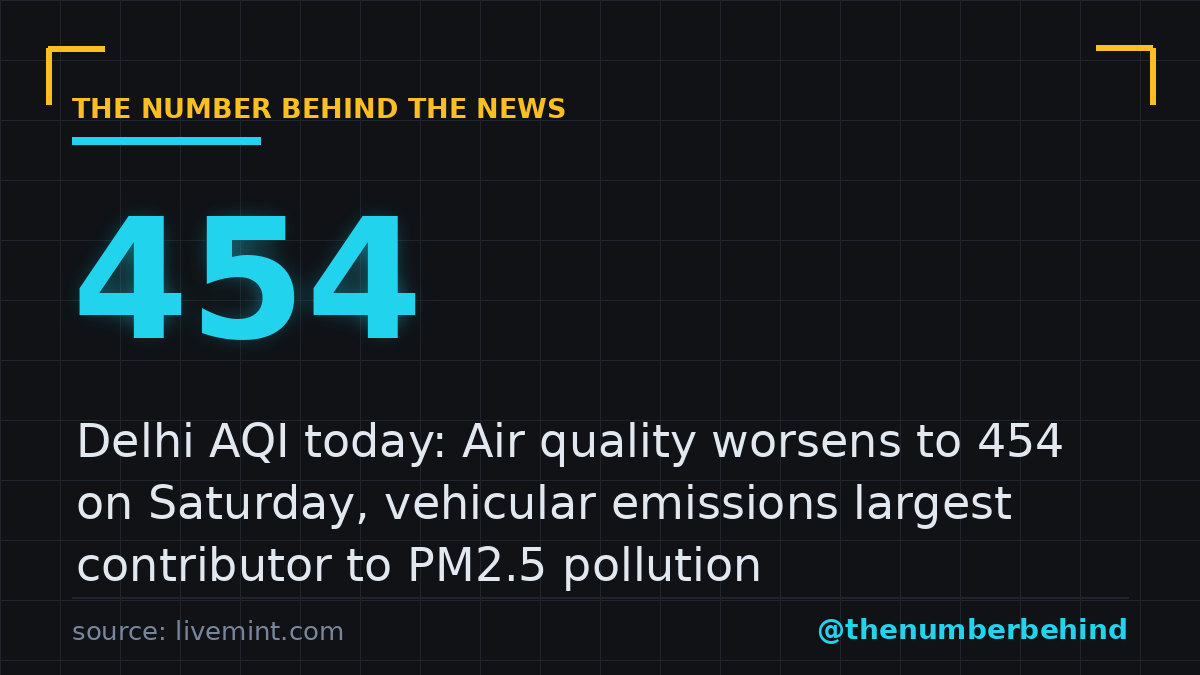 THE NUMBER BEHIND THE NEWS
454
Delhi AQI today: Air quality worsens to 454
on Saturday, vehicular emissions largest
contributor to PM2.5 pollution
source: livemint.com
@thenumberbehind